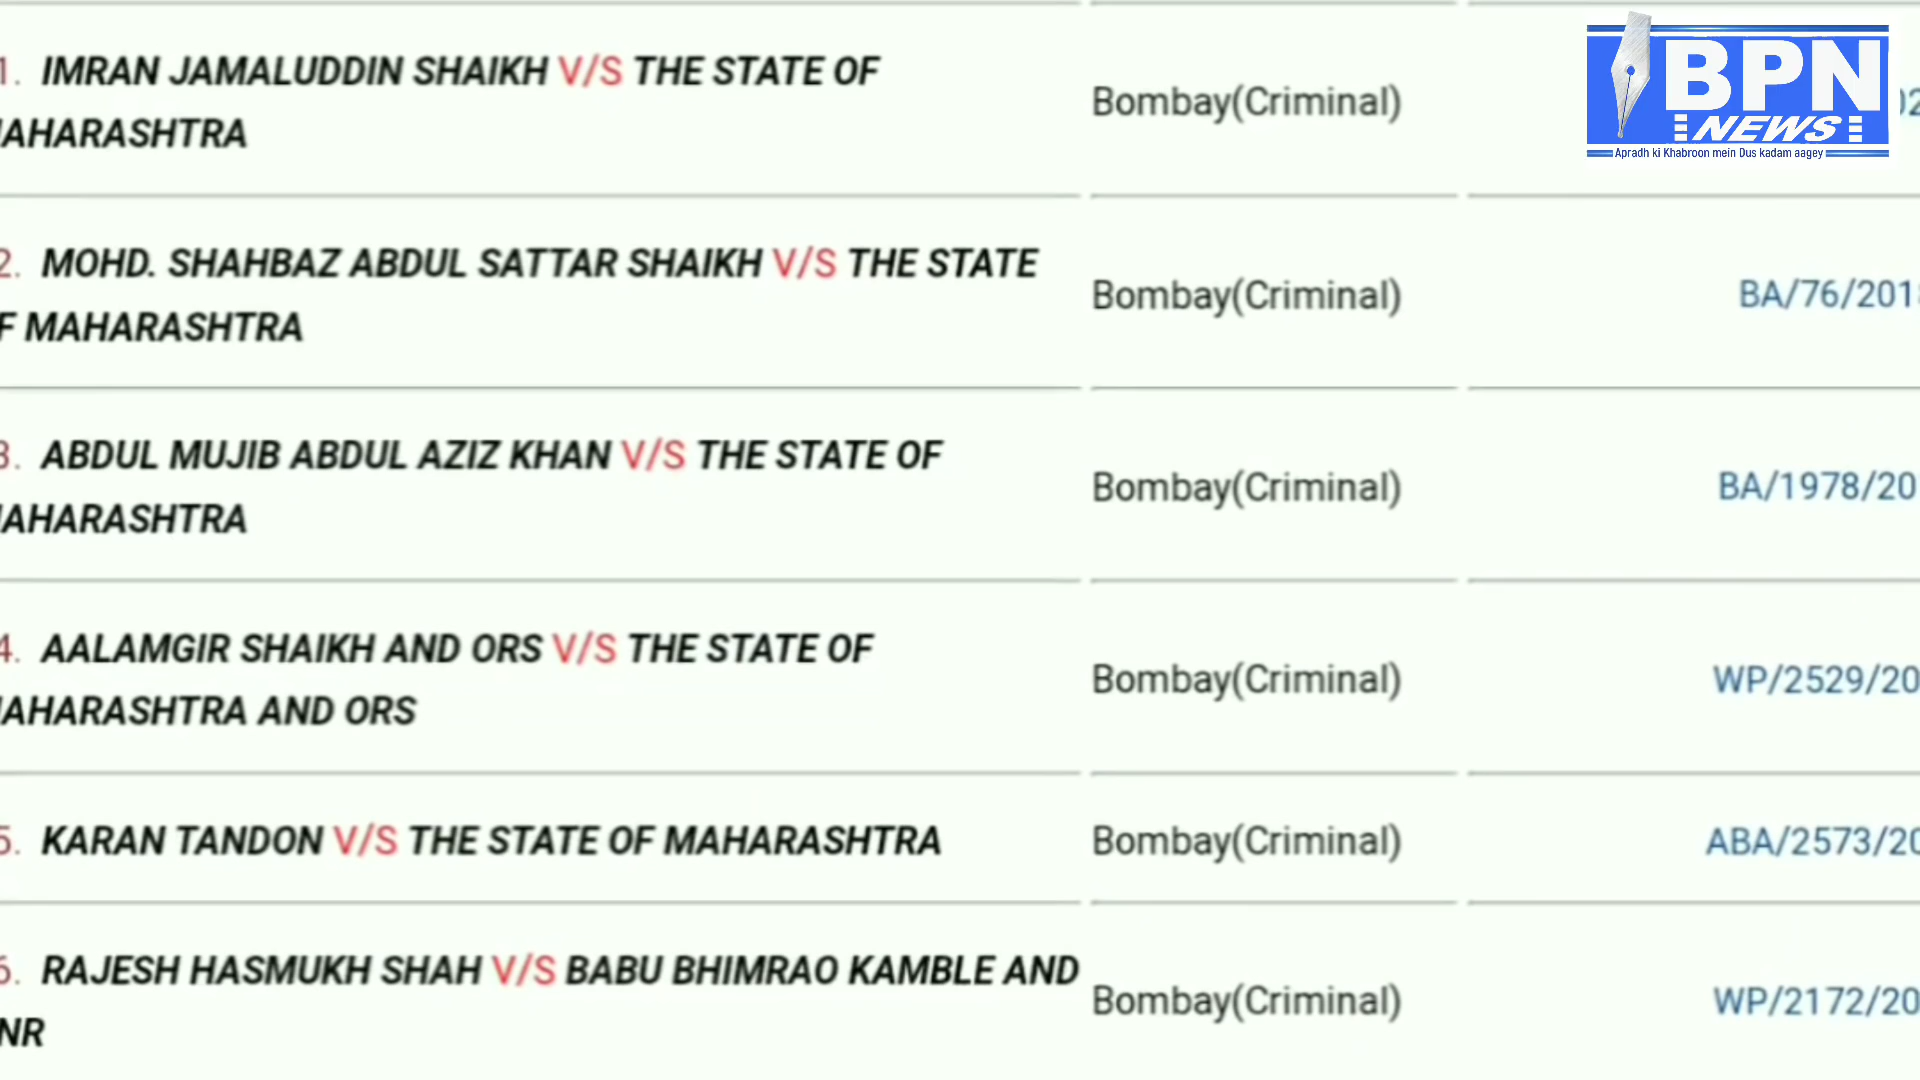 1. IMRAN JAMALUDDIN SHAIKH V/S THE STATE OF
AHARASHTRA
Bombay(Criminal)
BPN
NEWS
Apradh ki Khabroon mein Dus kadam aagey
2. MOHD. SHAHBAZ ABDUL SATTAR SHAIKH V/S THE STATE
F MAHARASHTRA
Bombay(Criminal)
BA/76/201
3. ABDUL MUJIB ABDUL AZIZ KHAN V/S THE STATE OF
AHARASHTRA
Bombay(Criminal)
BA/1978/20
4. AALAMGIR SHAIKH AND ORS V/S THE STATE OF
AHARASHTRA AND ORS
Bombay(Criminal)
WP/2529/20
5. KARAN TANDON V/S THE STATE OF MAHARASHTRA
Bombay(Criminal)
ABA/2573/20
6. RAJESH HASMUKH SHAH V/S BABU BHIMRAO KAMBLE AND
NR
Bombay(Criminal)
WP/2172/20